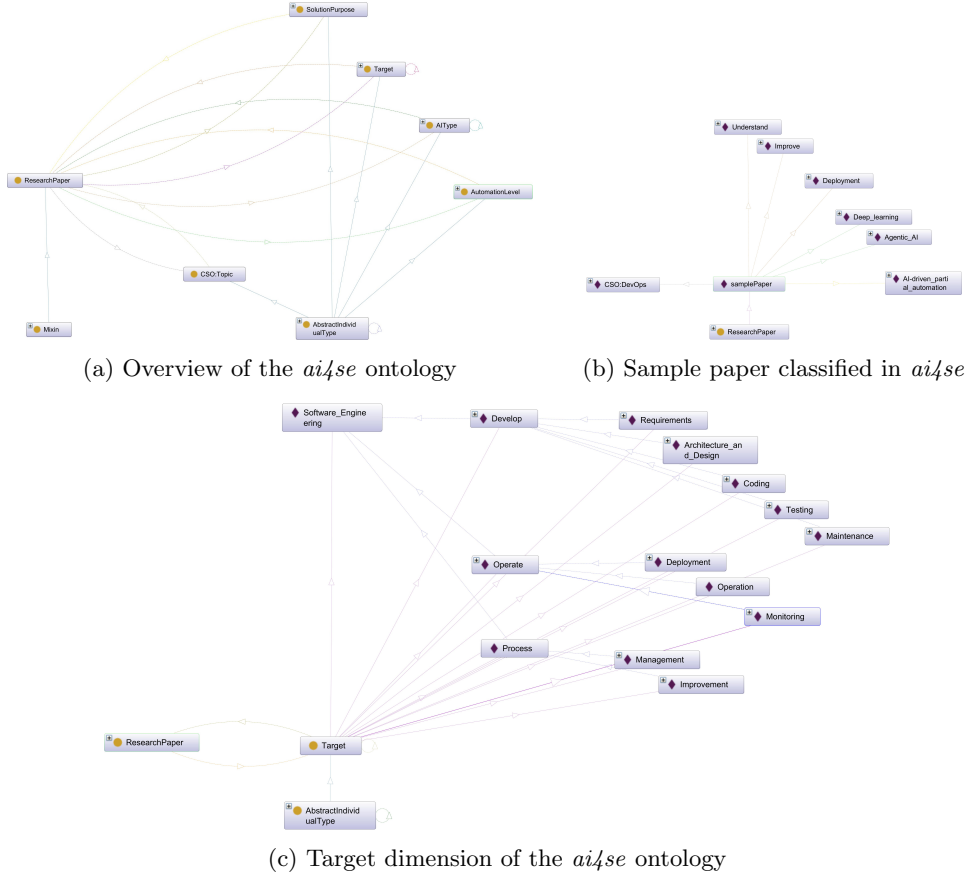 SolutionPurpose
Target
AIType
ResearchPaper
AutomationLevel
CSO:Topic
Mixin
AbstractIndivid
ualType
(a) Overview of the ai4se ontology
Understand
Improve
Deployment
Deep_learning
Agentic_AI
CSO:DevOps
samplePaper
AI-driven_parti
al_automation
ResearchPaper
(b) Sample paper classified in ai4se
Software_Engine
ering
Develop
Requirements
Architecture_an
d_Design
Coding
Testing
Maintenance
Operate
Deployment
Operation
Monitoring
Process
Management
Improvement
ResearchPaper
Target
AbstractIndivid
ualType
(c) Target dimension of the ai4se ontology